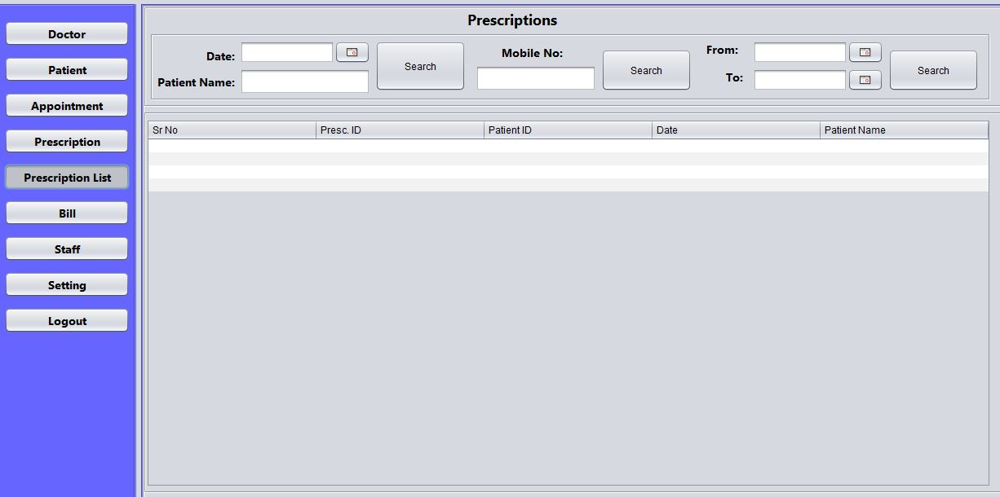 Doctor
Patient
Appointment
Prescription
Prescription List
Bill
Staff
Setting
Logout
Prescriptions
Date:
Patient Name:
Search
Mobile No:
Search
From:
To:
Search
Sr No Presc. ID Patient ID Date Patient Name